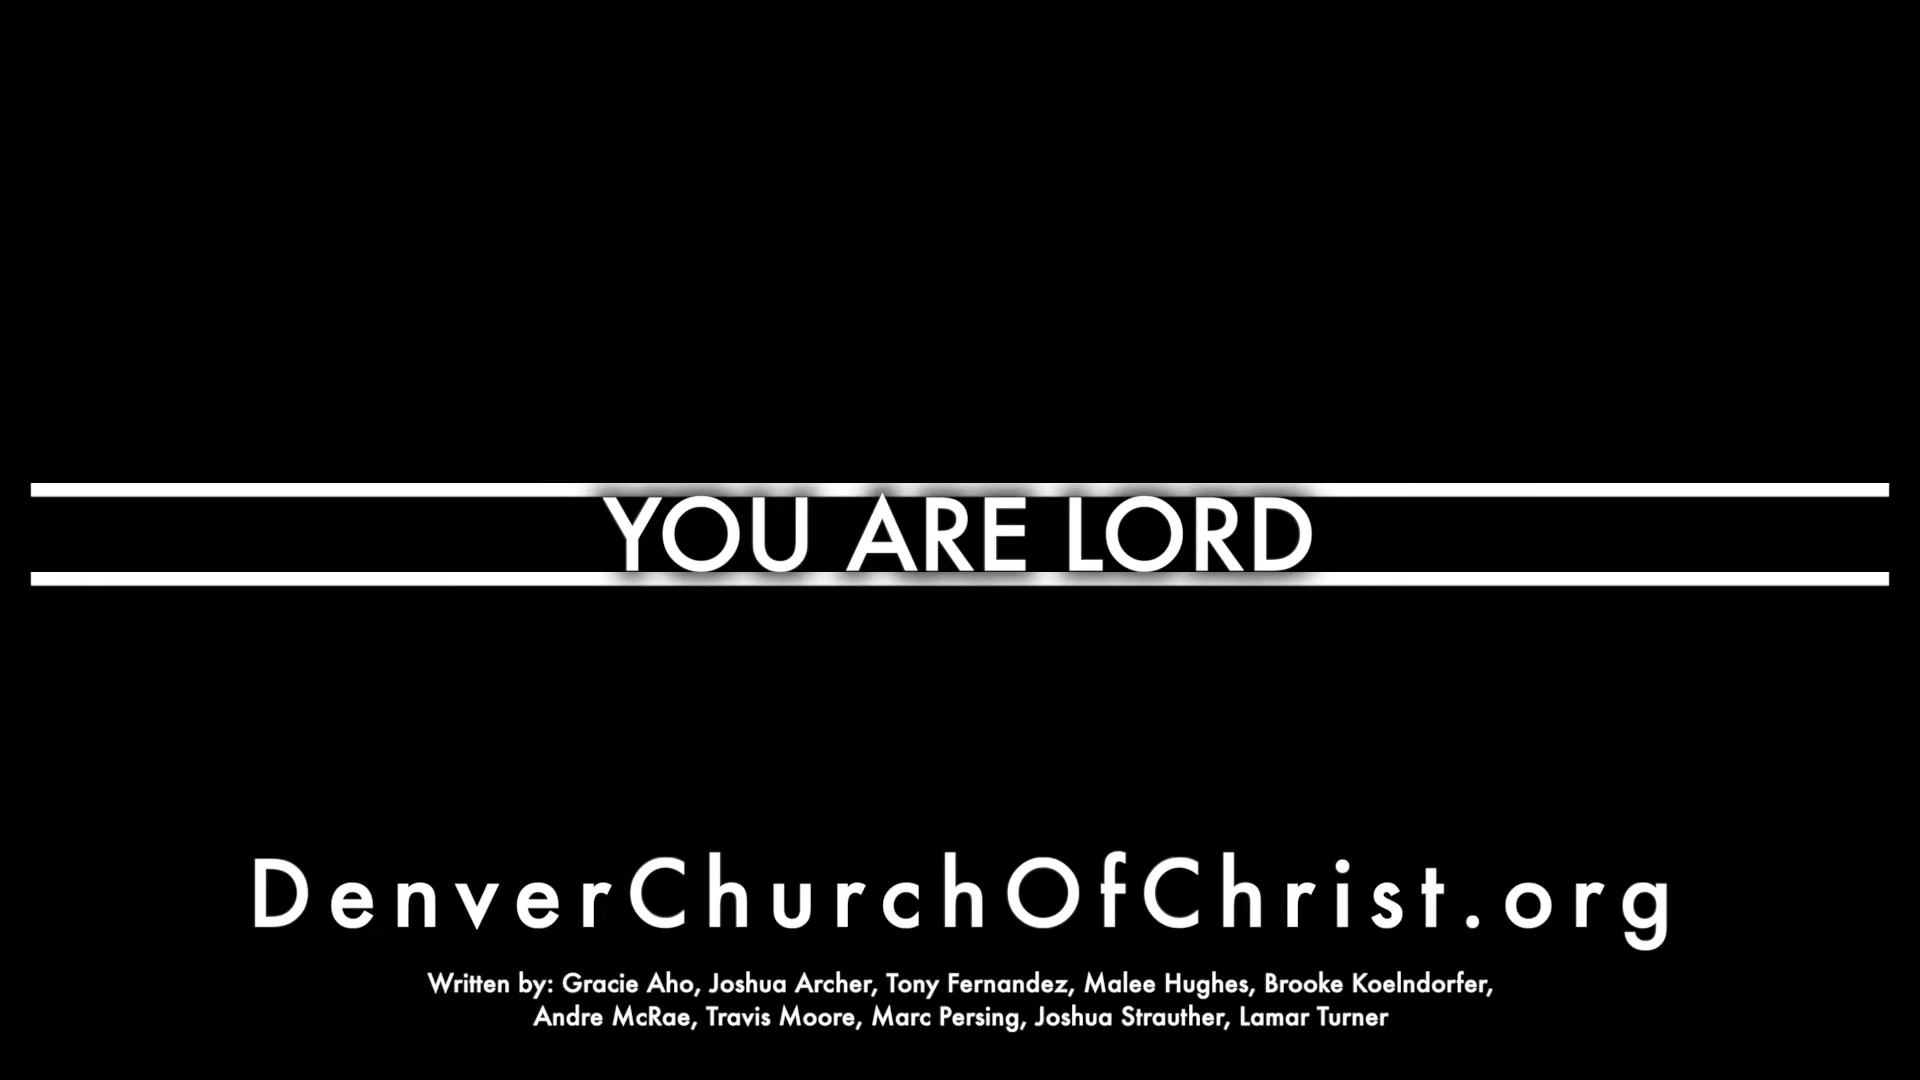 YOU ARE LORD
DenverChurchOfChrist.org
Written by: Gracie Aho, Joshua Archer, Tony Fernandez, Malee Hughes, Brooke Koelndorfer,
Andre McRae, Travis Moore, Marc Persing, Joshua Strauther, Lamar Turner